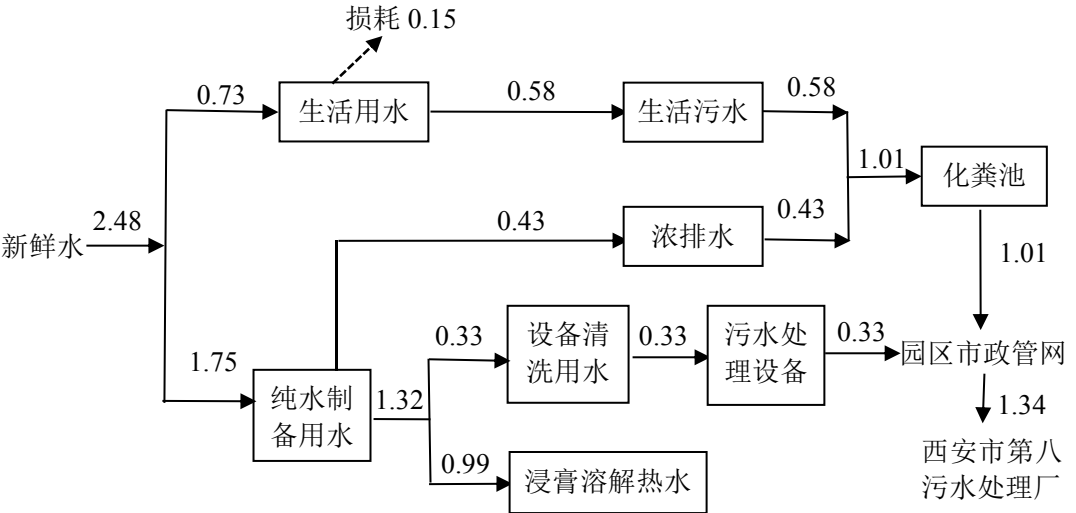 损耗 0.15
0.73
生活用水
0.58
生活污水
0.58
1.01
化粪池
新鲜水
2.48
0.43
浓排水
0.43
1.01
1.75
纯水制
备用水
1.32
0.33
设备清
洗用水
0.33
污水处
理设备
0.33
园区市政管网
1.34
0.99
浸膏溶解热水
西安市第八
污水处理厂